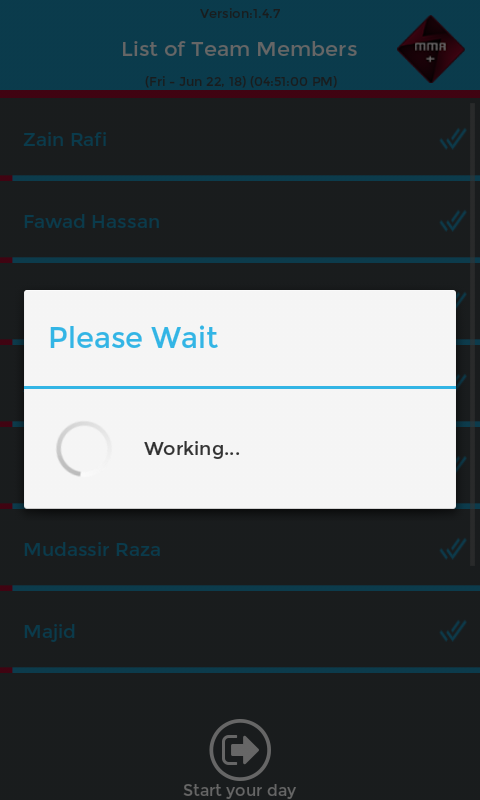 Version:1.4.7
List of Team Members
MMA
+
(Fri - Jun 22, 18) (04:51:00 PM)
Zain Rafi
Fawad Hassan
Please Wait
Working...
Mudassir Raza
Majid
Start your day